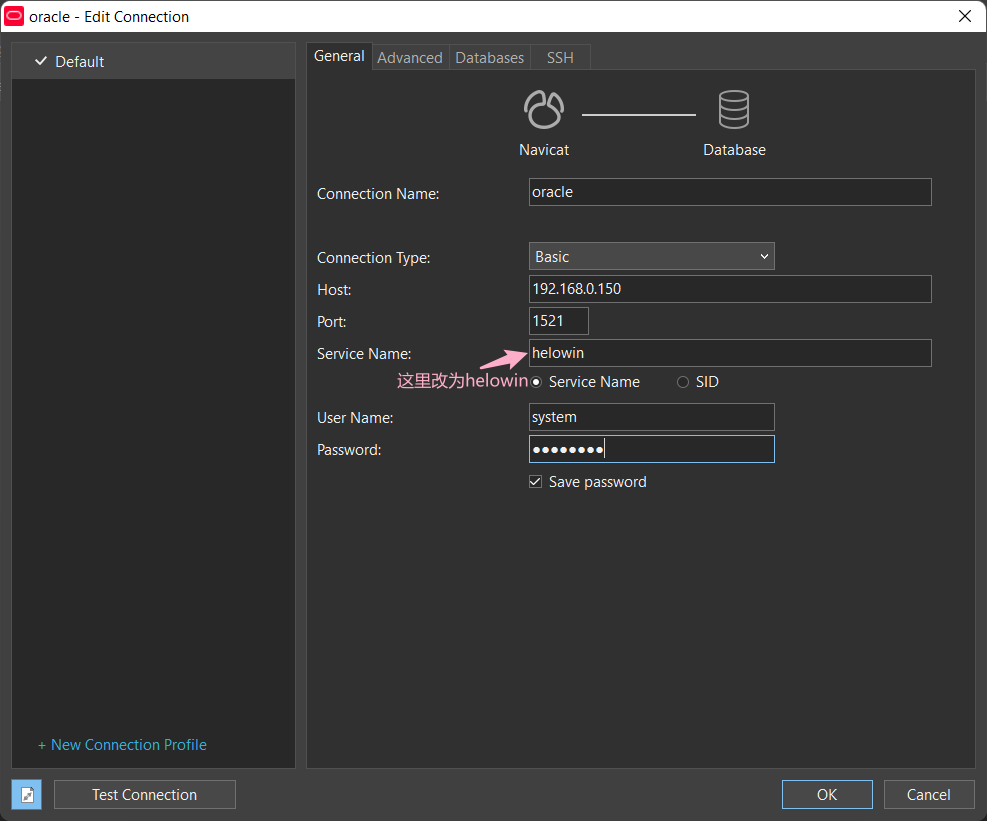 oracle - Edit Connection
Default
General Advanced Databases SSH
Navicat Database
Connection Name: oracle
Connection Type: Basic
Host: 192.168.0.150
Port: 1521
Service Name: helowin
这里改为helowin Service Name SID
User Name: system
Password: ●●●●●●●●
Save password
+ New Connection Profile
Test Connection OK Cancel